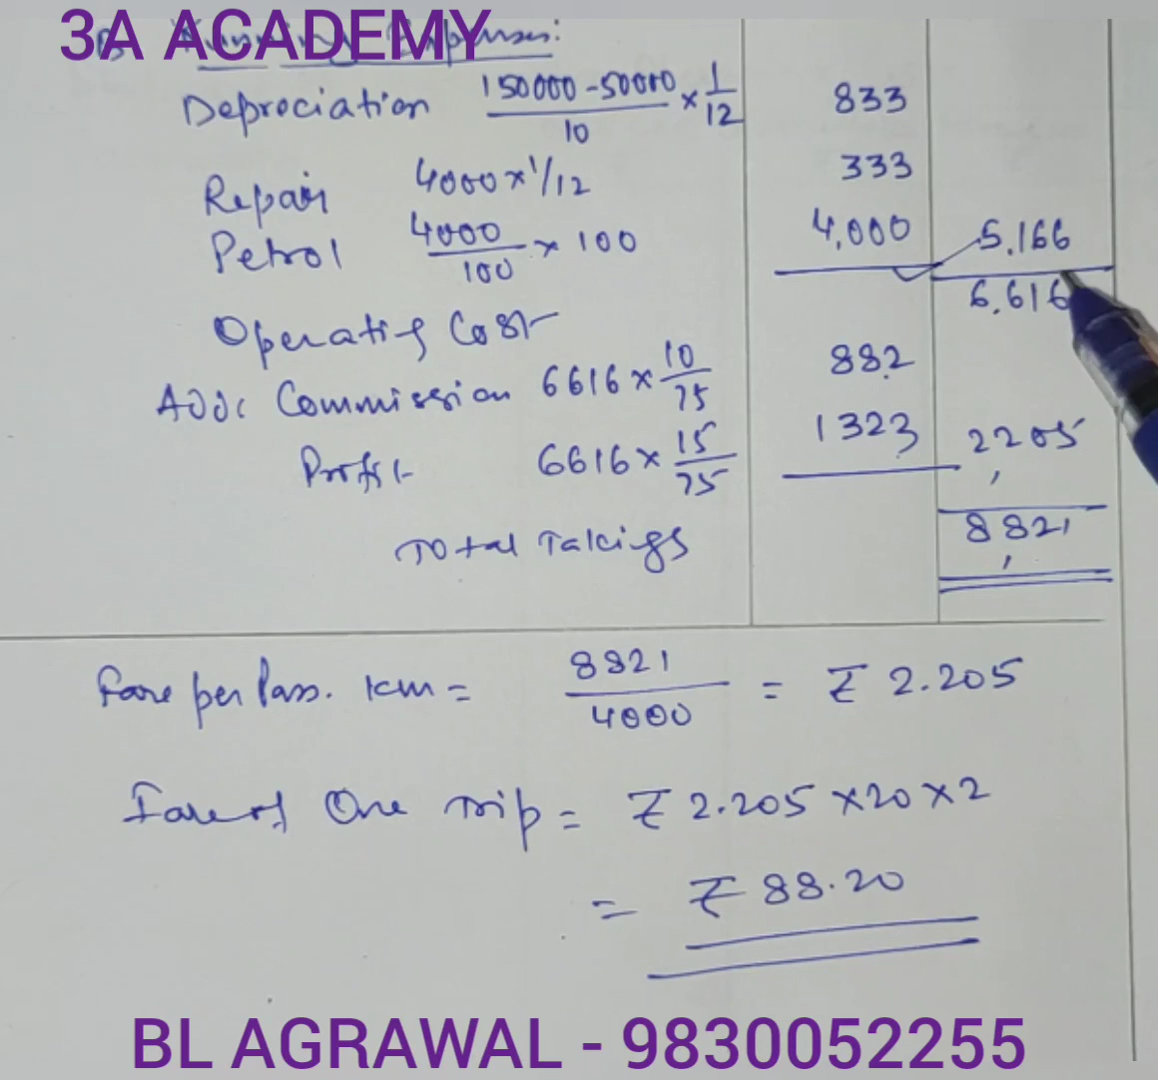 3A ACADEMY
B. Running Expenses:
Depreciation 150000-50000/10 × 1/12 833
Repair 4000×1/12 333
Petrol 4000/100 × 100 4,000 5,166
Operating Cost 6,616
Add: Commission 6616 × 10/75 882
Profit 6616 × 15/75 1323 2205
Total Takings 8821
Fare per Pass. km = 8821/4000 = ₹ 2.205
Fare of One Trip = ₹ 2.205 × 20 × 2
= ₹ 88.20
BL AGRAWAL - 9830052255